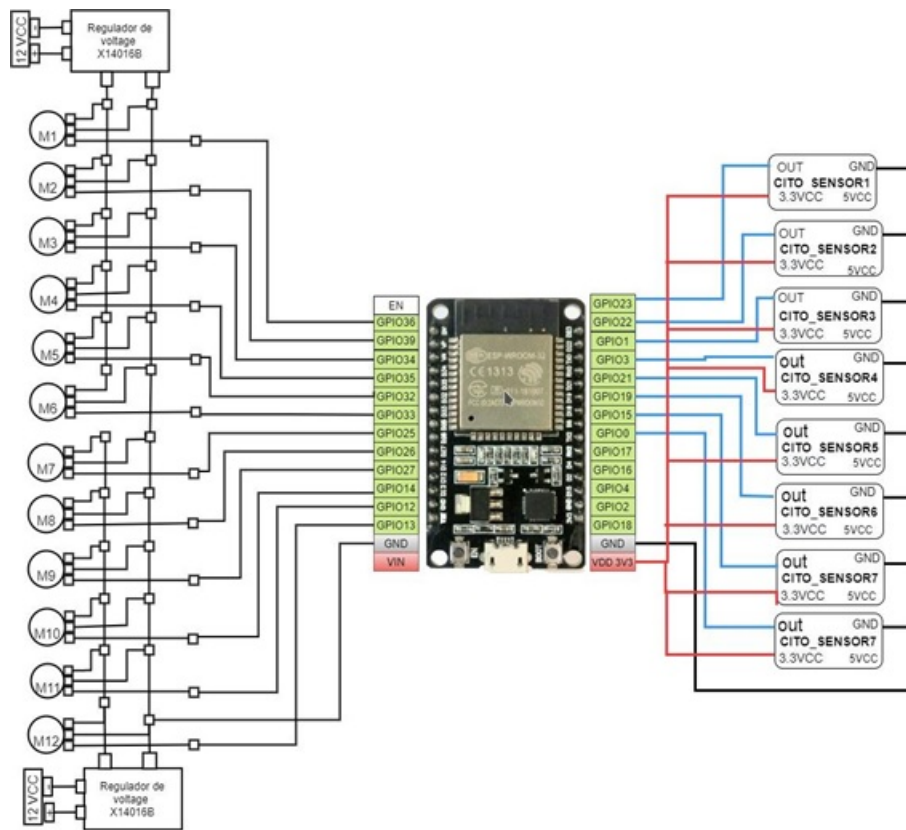 12 VCC
Regulador de
voltage
X14016B
M1
M2
M3
M4
M5
M6
M7
M8
M9
M10
M11
M12
12 VCC
Regulador de
voltage
X14016B
EN
GPIO36
GPIO39
GPIO34
GPIO35
GPIO32
GPIO33
GPIO25
GPIO26
GPIO27
GPIO14
GPIO12
GPIO13
GND
VIN
ESP-WROOM-32
CE1313
GPIO23
GPIO22
GPIO1
GPIO3
GPIO21
GPIO19
GPIO15
GPIO0
GPIO17
GPIO16
GPIO4
GPIO2
GPIO18
GND
VDD 3V3
OUT GND
CITO_SENSOR1
3.3VCC 5VCC
OUT GND
CITO_SENSOR2
3.3VCC 5VCC
OUT GND
CITO_SENSOR3
3.3VCC 5VCC
out GND
CITO_SENSOR4
3.3VCC 5VCC
out GND
CITO_SENSOR5
3.3VCC 5VCC
out GND
CITO_SENSOR6
3.3VCC 5VCC
out GND
CITO_SENSOR7
3.3VCC 5VCC
out GND
CITO_SENSOR7
3.3VCC 5VCC